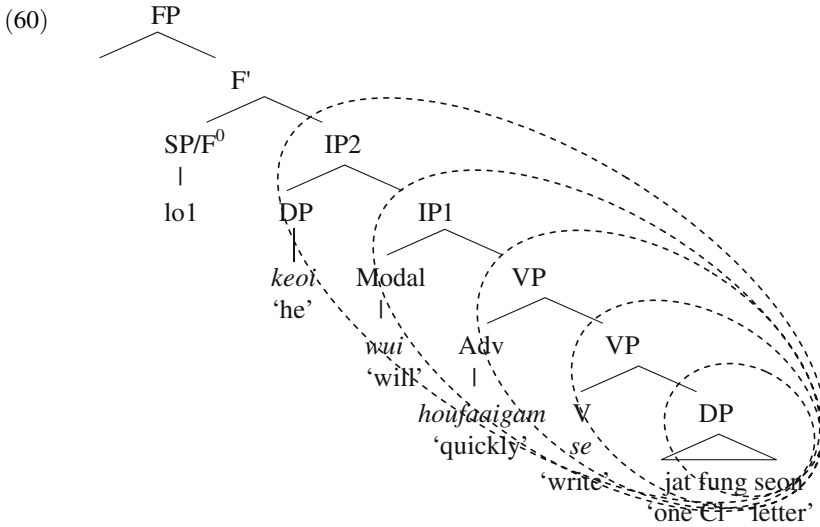 (60)
FP
F'
SP/F⁰ IP2
lo1 DP IP1
keoi Modal VP
'he'
wui Adv VP
'will'
houfaaigam V DP
'quickly' se
'write' jat fung seon
'one Cl letter'